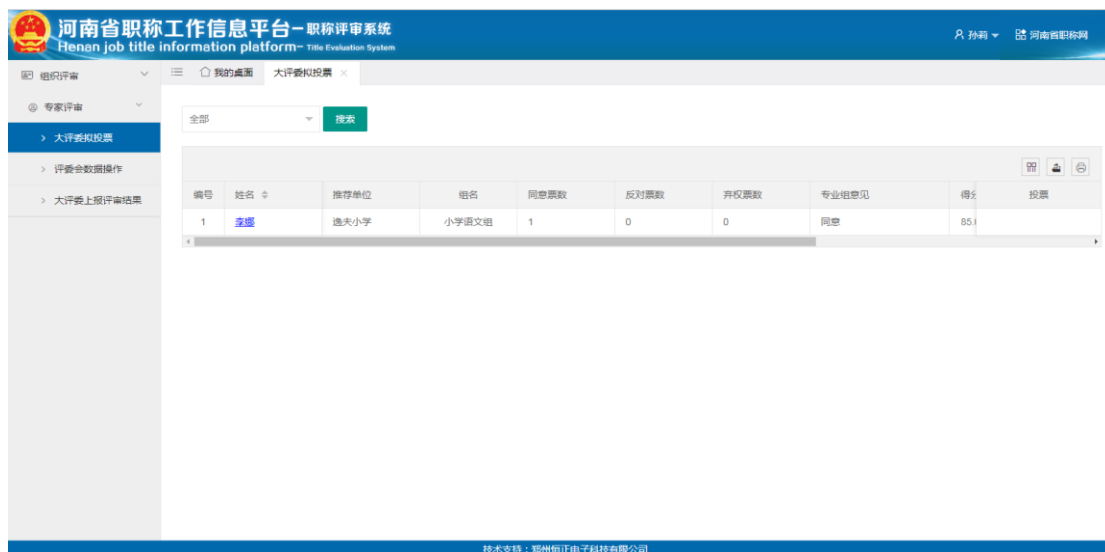 河南省职称工作信息平台-职称评审系统
Henan job title information platform- Title Evaluation System
孙莉 河南省职称网
组织评审
我的桌面 大评委拟投票
专家评审
全部 搜索
大评委拟投票
评委会数据操作
大评委上报评审结果
编号 姓名 推荐单位 组名 同意票数 反对票数 弃权票数 专业组意见 得分 投票
1 李娜 逸夫小学 小学语文组 1 0 0 同意 85.
技术支持：郑州恒正电子科技有限公司